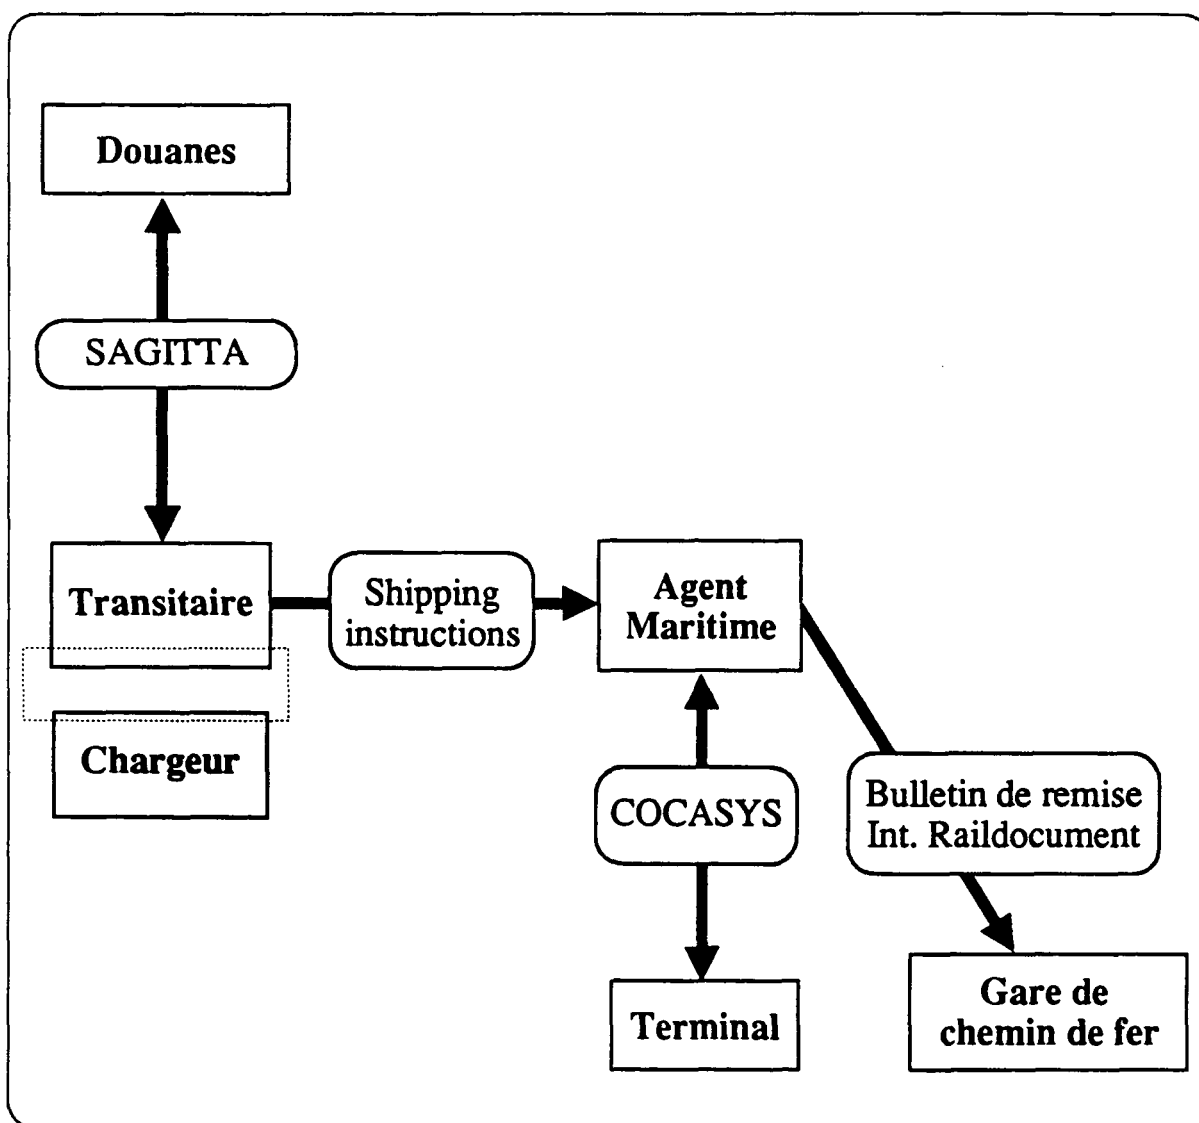 Douanes
SAGITTA
Transitaire
Shipping
instructions
Agent
Maritime
Chargeur
COCASYS
Bulletin de remise
Int. Raildocument
Terminal
Gare de
chemin de fer